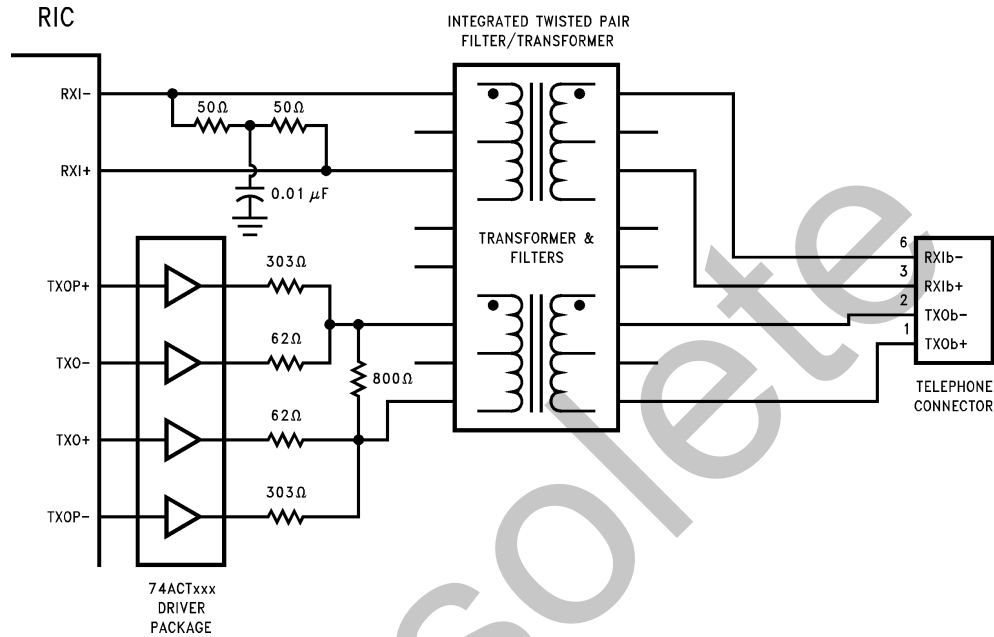 RIC
INTEGRATED TWISTED PAIR
FILTER/TRANSFORMER
RXI-
50Ω
50Ω
RXI+
0.01 μF
TRANSFORMER &
FILTERS
6
RXIb-
3
RXIb+
2
TXOb-
1
TXOb+
TELEPHONE
CONNECTOR
TXOP+
303Ω
TXO-
62Ω
800Ω
TXO+
62Ω
TXOP-
303Ω
74ACTxxx
DRIVER
PACKAGE
solete